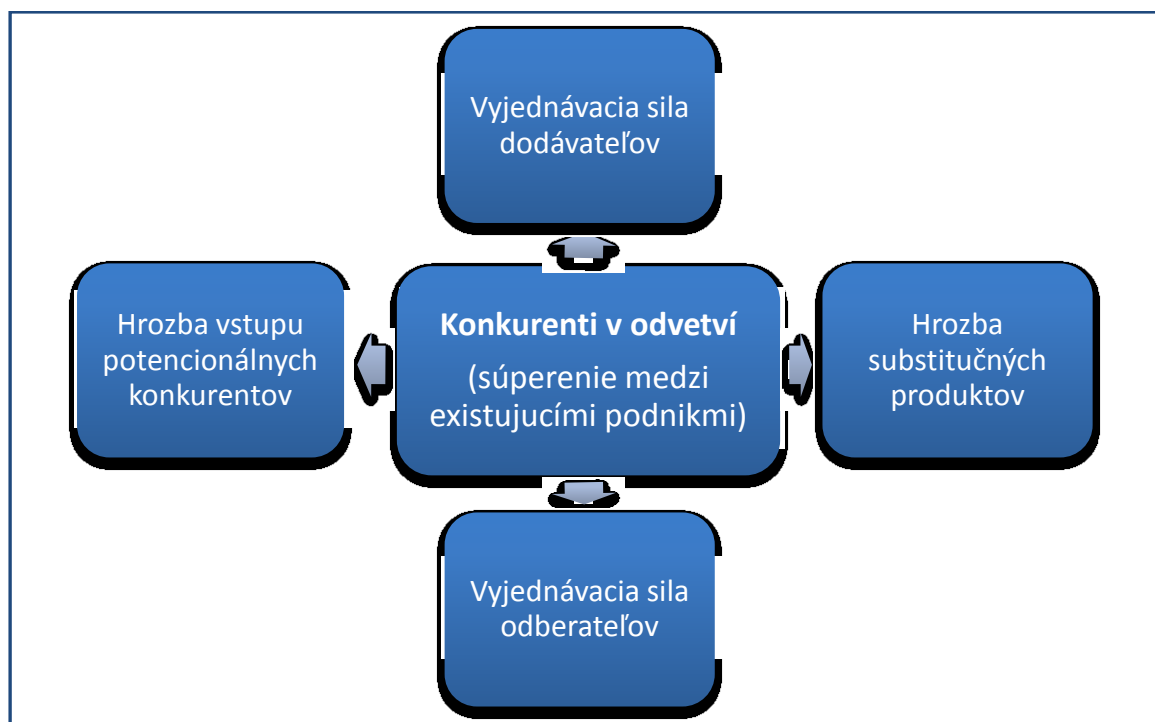 Vyjednávacia sila
dodávateľov
Hrozba vstupu
potencionálnych
konkurentov
Konkurenti v odvetví
(súperenie medzi
existujucími podnikmi)
Hrozba
substitučných
produktov
Vyjednávacia sila
odberateľov